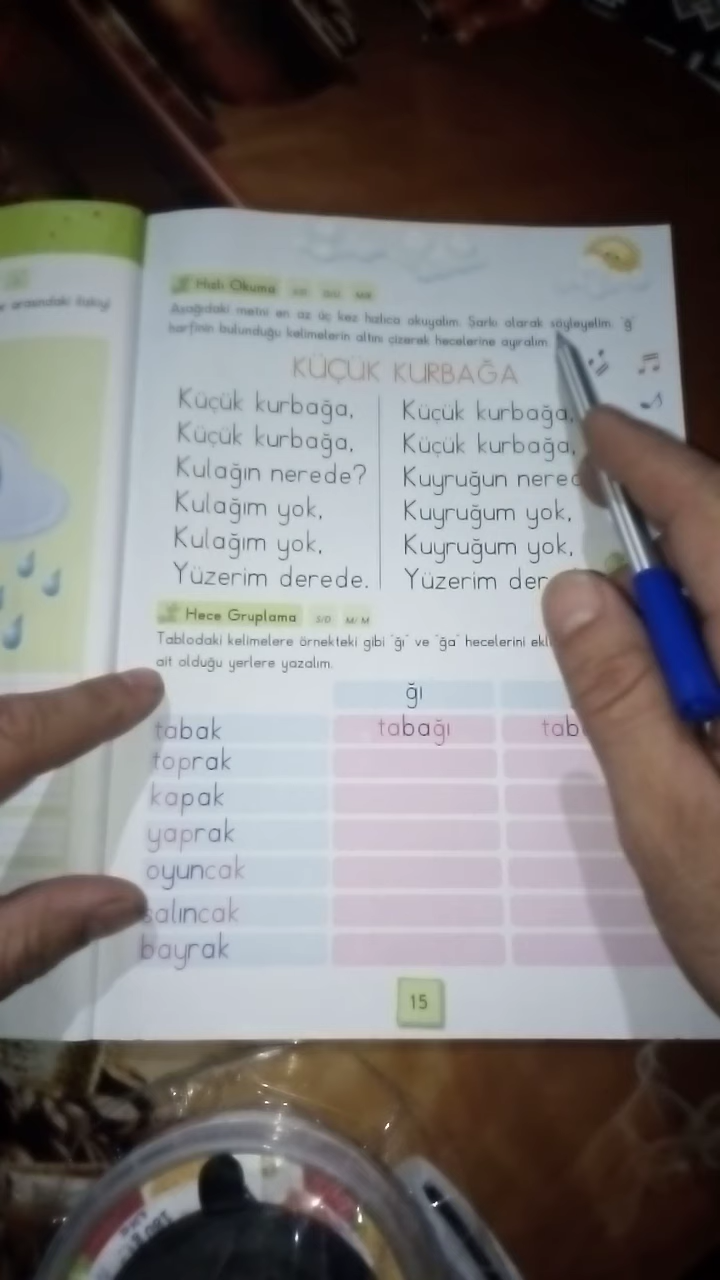 arasındaki ilişkiyi
Hızlı Okuma
Aşağıdaki metni en az üç kez hızlıca okuyalım. Şarkı olarak söyleyelim. "ğ"
harfinin bulunduğu kelimelerin altını çizerek hecelerine ayıralım.
KÜÇÜK KURBAĞA
Küçük kurbağa,
Küçük kurbağa,
Kulağın nerede?
Kulağım yok,
Kulağım yok,
Yüzerim derede.
Küçük kurbağa,
Küçük kurbağa,
Kuyruğun nered
Kuyruğum yok,
Kuyruğum yok,
Yüzerim der
Hece Gruplama S/D M/M
Tablodaki kelimelere örnekteki gibi "ğı" ve "ğa" hecelerini ekl
ait olduğu yerlere yazalım.
ğı
tabak tabağı tab
toprak
kapak
yaprak
oyuncak
salıncak
bayrak
15